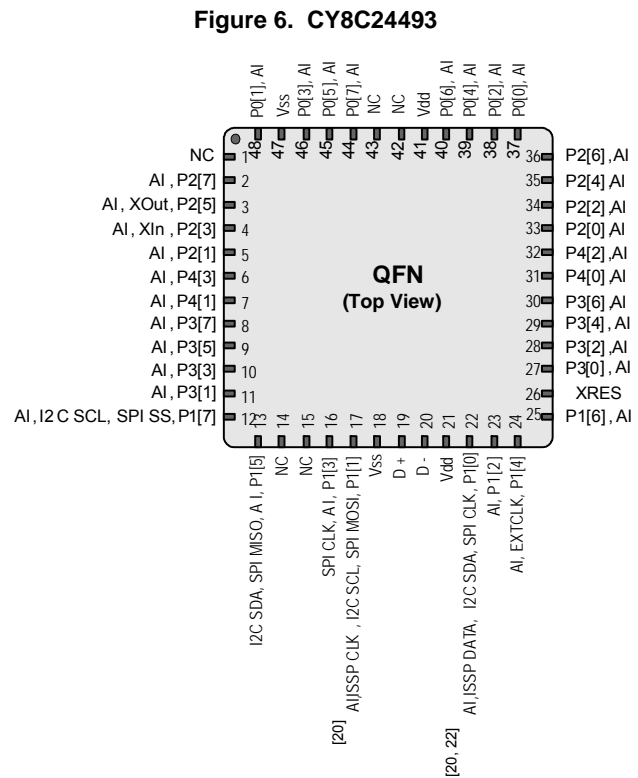 Figure 6. CY8C24493
P0[1], AI
Vss
P0[3], AI
P0[5], AI
P0[7], AI
NC
NC
Vdd
P0[6], AI
P0[4], AI
P0[2], AI
P0[0], AI
48
47
46
45
44
43
42
41
40
39
38
37
NC 1
AI , P2[7] 2
AI , XOut, P2[5] 3
AI , XIn , P2[3] 4
AI , P2[1] 5
AI , P4[3] 6
AI , P4[1] 7
AI , P3[7] 8
AI , P3[5] 9
AI , P3[3] 10
AI , P3[1] 11
AI , I2 C SCL, SPI SS, P1[7] 12
QFN
(Top View)
36 P2[6] ,AI
35 P2[4] ,AI
34 P2[2] ,AI
33 P2[0] ,AI
32 P4[2] ,AI
31 P4[0] ,AI
30 P3[6] ,AI
29 P3[4] ,AI
28 P3[2] ,AI
27 P3[0] ,AI
26 XRES
25 P1[6] , AI
13
14
15
16
17
18
19
20
21
22
23
24
I2C SDA, SPI MISO, A I, P1[5]
NC
NC
SPI CLK, A I, P1[3]
[20] AI,ISSP CLK , I2C SCL, SPI MOSI, P1[1]
Vss
D +
D -
Vdd
[20, 22] AI,ISSP DATA, I2C SDA, SPI CLK, P1[0]
AI, P1[2]
AI, EXTCLK, P1[4]